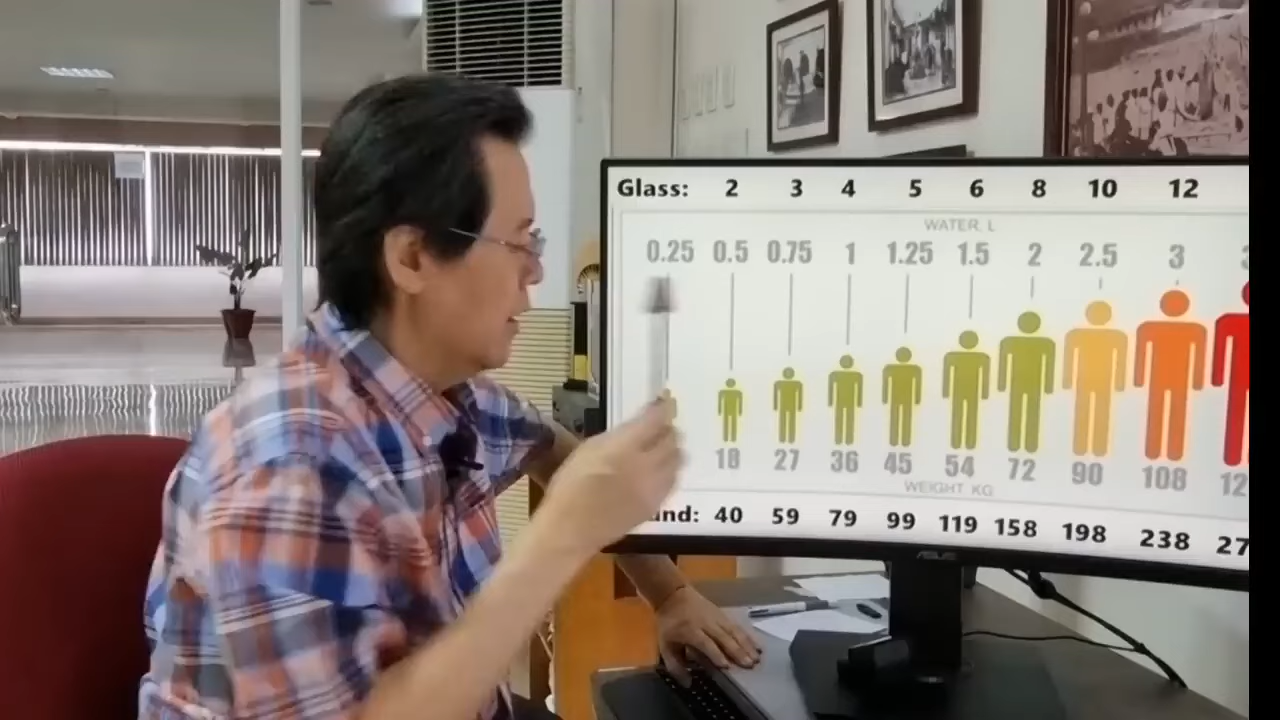 Glass: 2 3 4 5 6 8 10 12
WATER, L
0.25 0.5 0.75 1 1.25 1.5 2 2.5 3
18 27 36 45 54 72 90 108
WEIGHT KG
40 59 79 99 119 158 198 238
ASUS